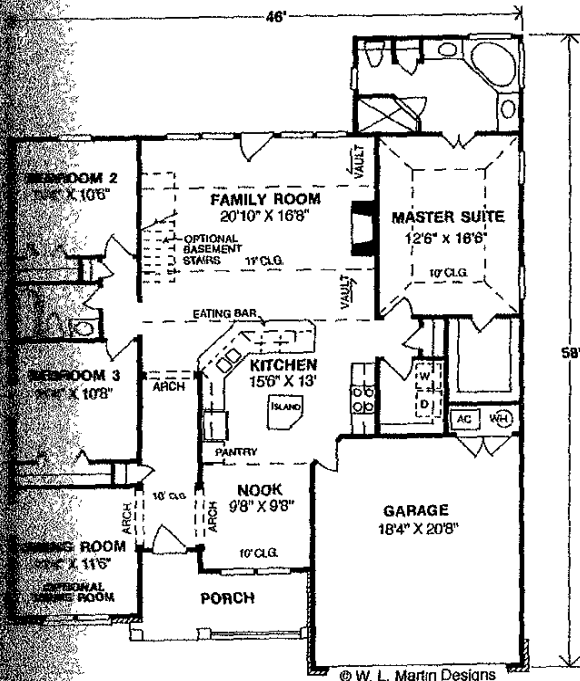 46'
58'
BEDROOM 2
X 10'6"
FAMILY ROOM
20'10" X 16'8"
VAULT
MASTER SUITE
12'6" X 16'6"
10' CLG.
OPTIONAL
BASEMENT
STAIRS
11' CLG.
VAULT
EATING BAR
KITCHEN
15'6" X 13'
ISLAND
PANTRY
W
D
AC
WH
BEDROOM 3
X 10'8"
ARCH
10' CLG.
ARCH
ARCH
NOOK
9'8" X 9'8"
10' CLG.
GARAGE
18'4" X 20'8"
ROOM
X 11'6"
OPTIONAL
ROOM
PORCH
© W. L. Martin Designs